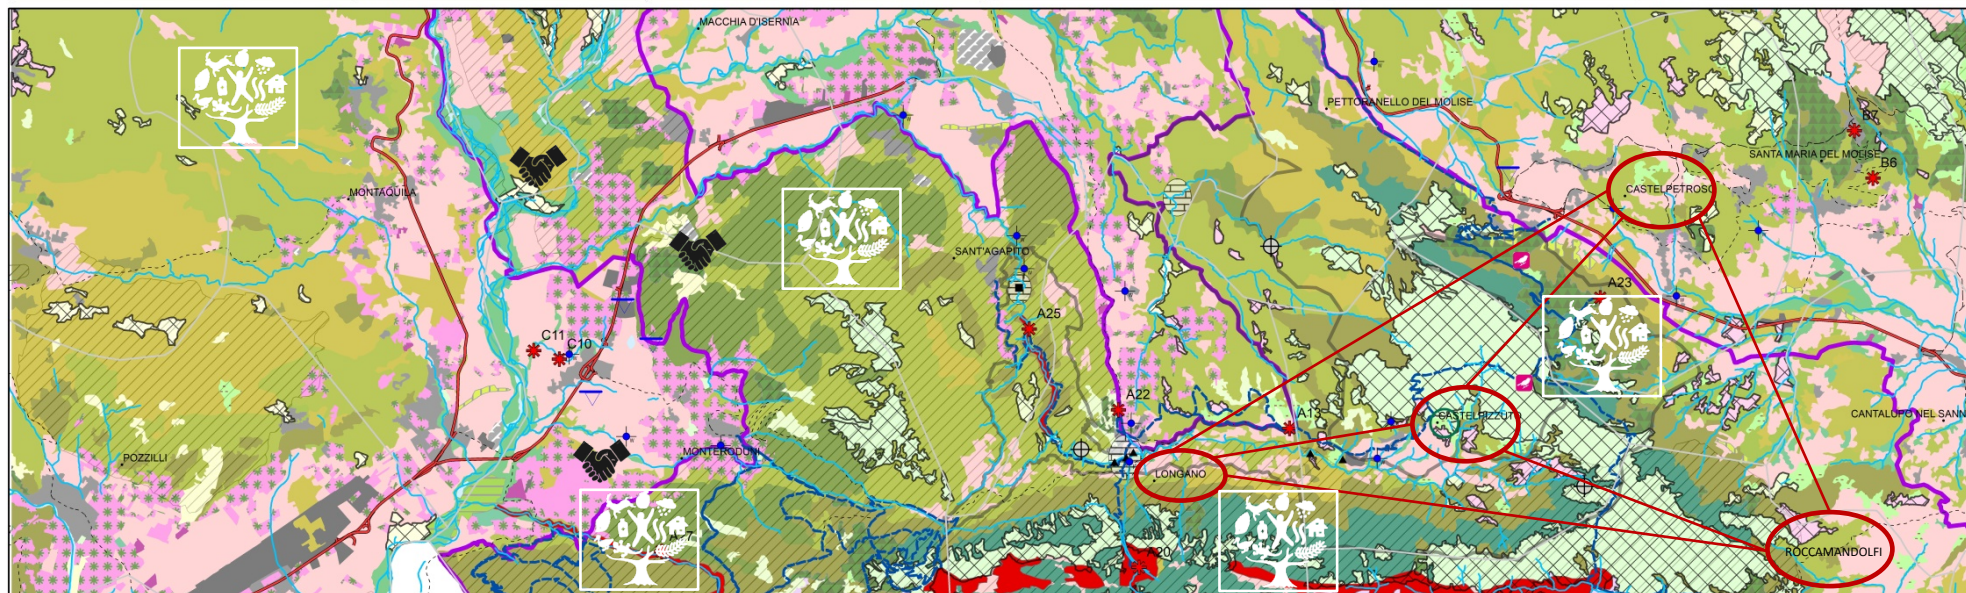 MACCHIA D'ISERNIA
PETTORANELLO DEL MOLISE
B7
SANTA MARIA DEL MOLISE
B6
MONTAQUILA
CASTELPETROSO
SANT'AGAPITO
A23
A25
C11
C10
A22
A13
CASTELPIZZUTO
CANTALUPO NEL SANN
MONTERODUNI
POZZILLI
LONGANO
A20
ROCCAMANDOLFI